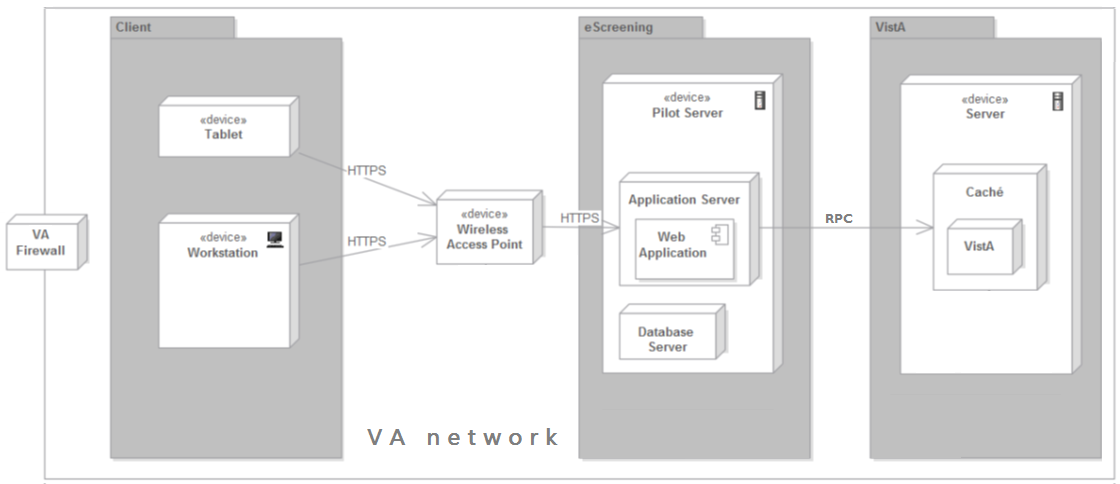 Client
eScreening
VistA
«device»
Tablet
HTTPS
VA
Firewall
«device»
Workstation
HTTPS
«device»
Wireless
Access Point
HTTPS
«device»
Pilot Server
Application Server
Web
Application
Database
Server
RPC
«device»
Server
Caché
VistA
VA network